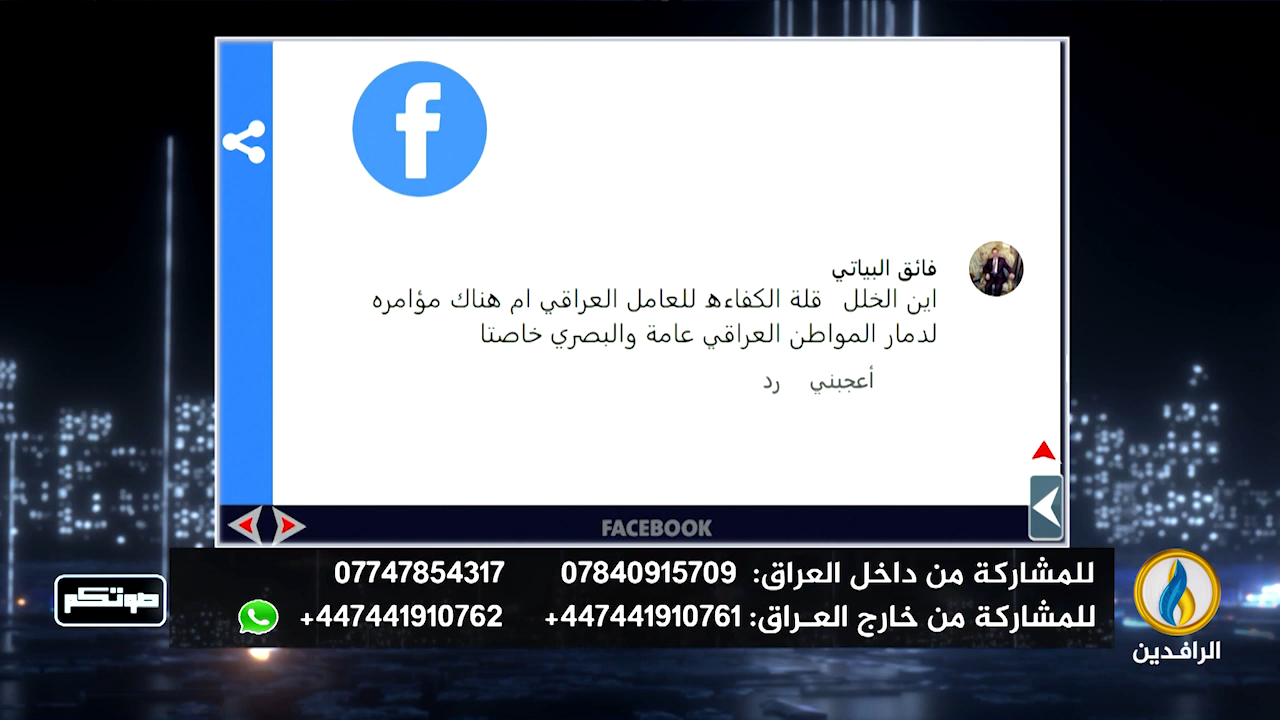 فائق البياتي
اين الخلل قلة الكفاءه للعامل العراقي ام هناك مؤامره
لدمار المواطن العراقي عامة والبصري خاصتا
أعجبني رد
FACEBOOK
للمشاركة من داخل العراق: 07840915709 07747854317
للمشاركة من خارج العراق: 447441910761+ 447441910762+
صوتكم
الرافدين